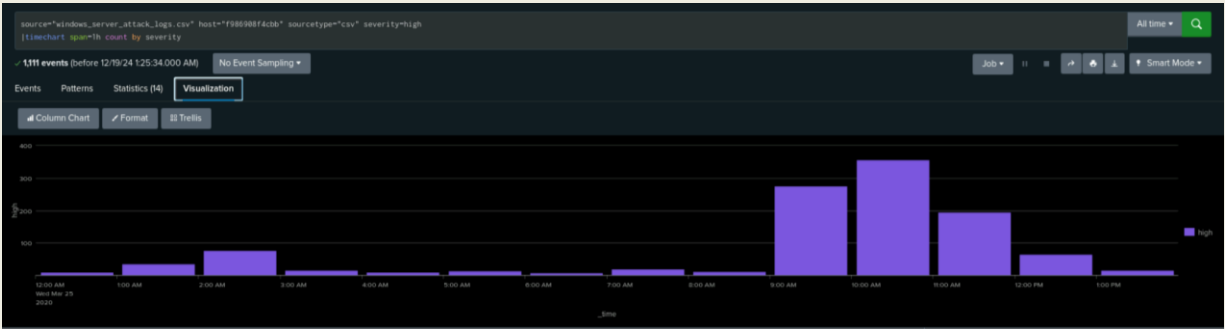 source="windows_server_attack_logs.csv" host="f986908f4cbb" sourcetype="csv" severity=high
|timechart span=1h count by severity
All time
✓ 1,111 events (before 12/19/24 1:25:34.000 AM)
No Event Sampling
Job
Smart Mode
Events
Patterns
Statistics (14)
Visualization
Column Chart
Format
Trellis
400
300
200
100
high
high
12:00 AM
Wed Mar 25
2020
1:00 AM
2:00 AM
3:00 AM
4:00 AM
5:00 AM
6:00 AM
7:00 AM
8:00 AM
9:00 AM
10:00 AM
11:00 AM
12:00 PM
1:00 PM
_time